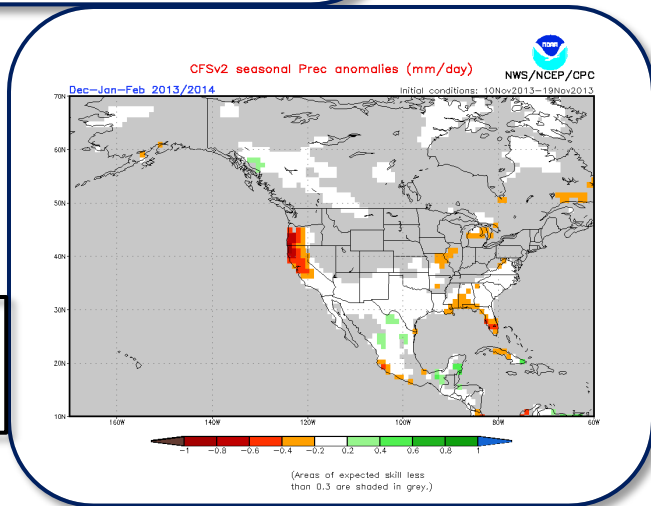 NOAA
CFSv2 seasonal Prec anomalies (mm/day)
NWS/NCEP/CPC
Dec-Jan-Feb 2013/2014
Initial conditions: 10Nov2013-19Nov2013
70N
60N
50N
40N
30N
20N
10N
160W 140W 120W 100W 80W 60W
-1 -0.8 -0.6 -0.4 -0.2 0.2 0.4 0.6 0.8 1
(Areas of expected skill less
than 0.3 are shaded in grey.)